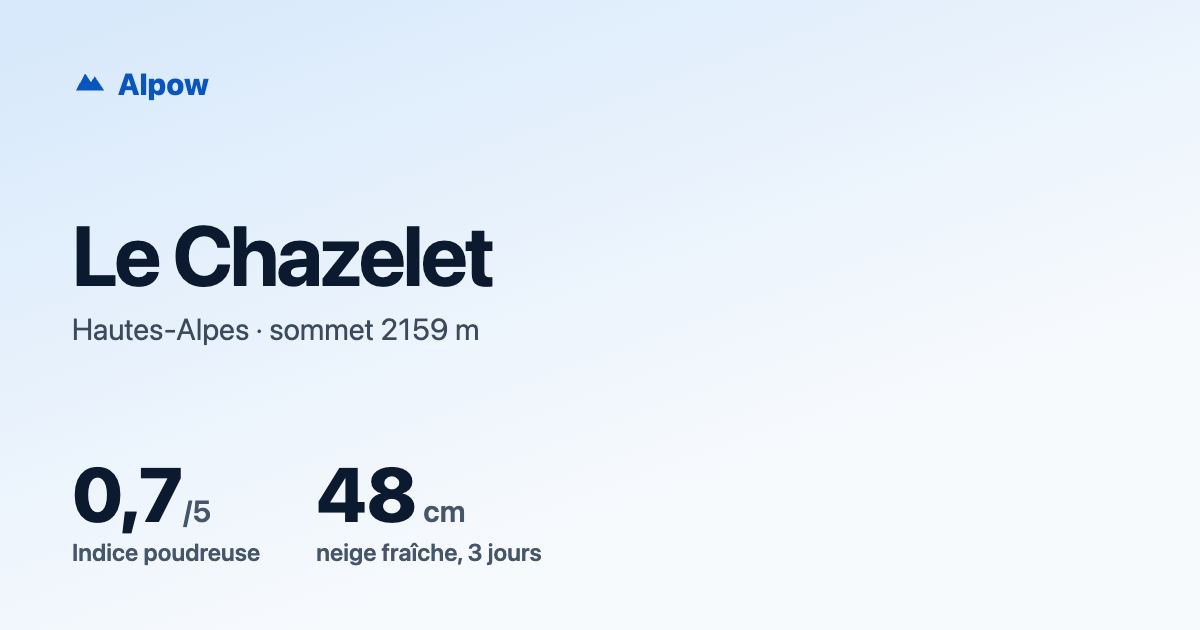 Alpow
Le Chazelet
Hautes-Alpes · sommet 2159 m
0,7/5 48 cm
Indice poudreuse neige fraîche, 3 jours